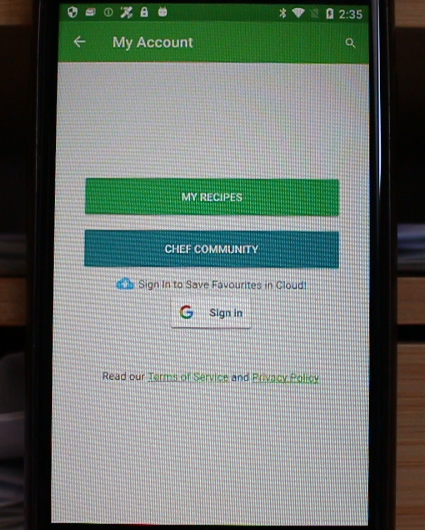 2:35
My Account
MY RECIPES
CHEF COMMUNITY
Sign In to Save Favourites in Cloud!
Sign in
Read our Terms of Service and Privacy Policy